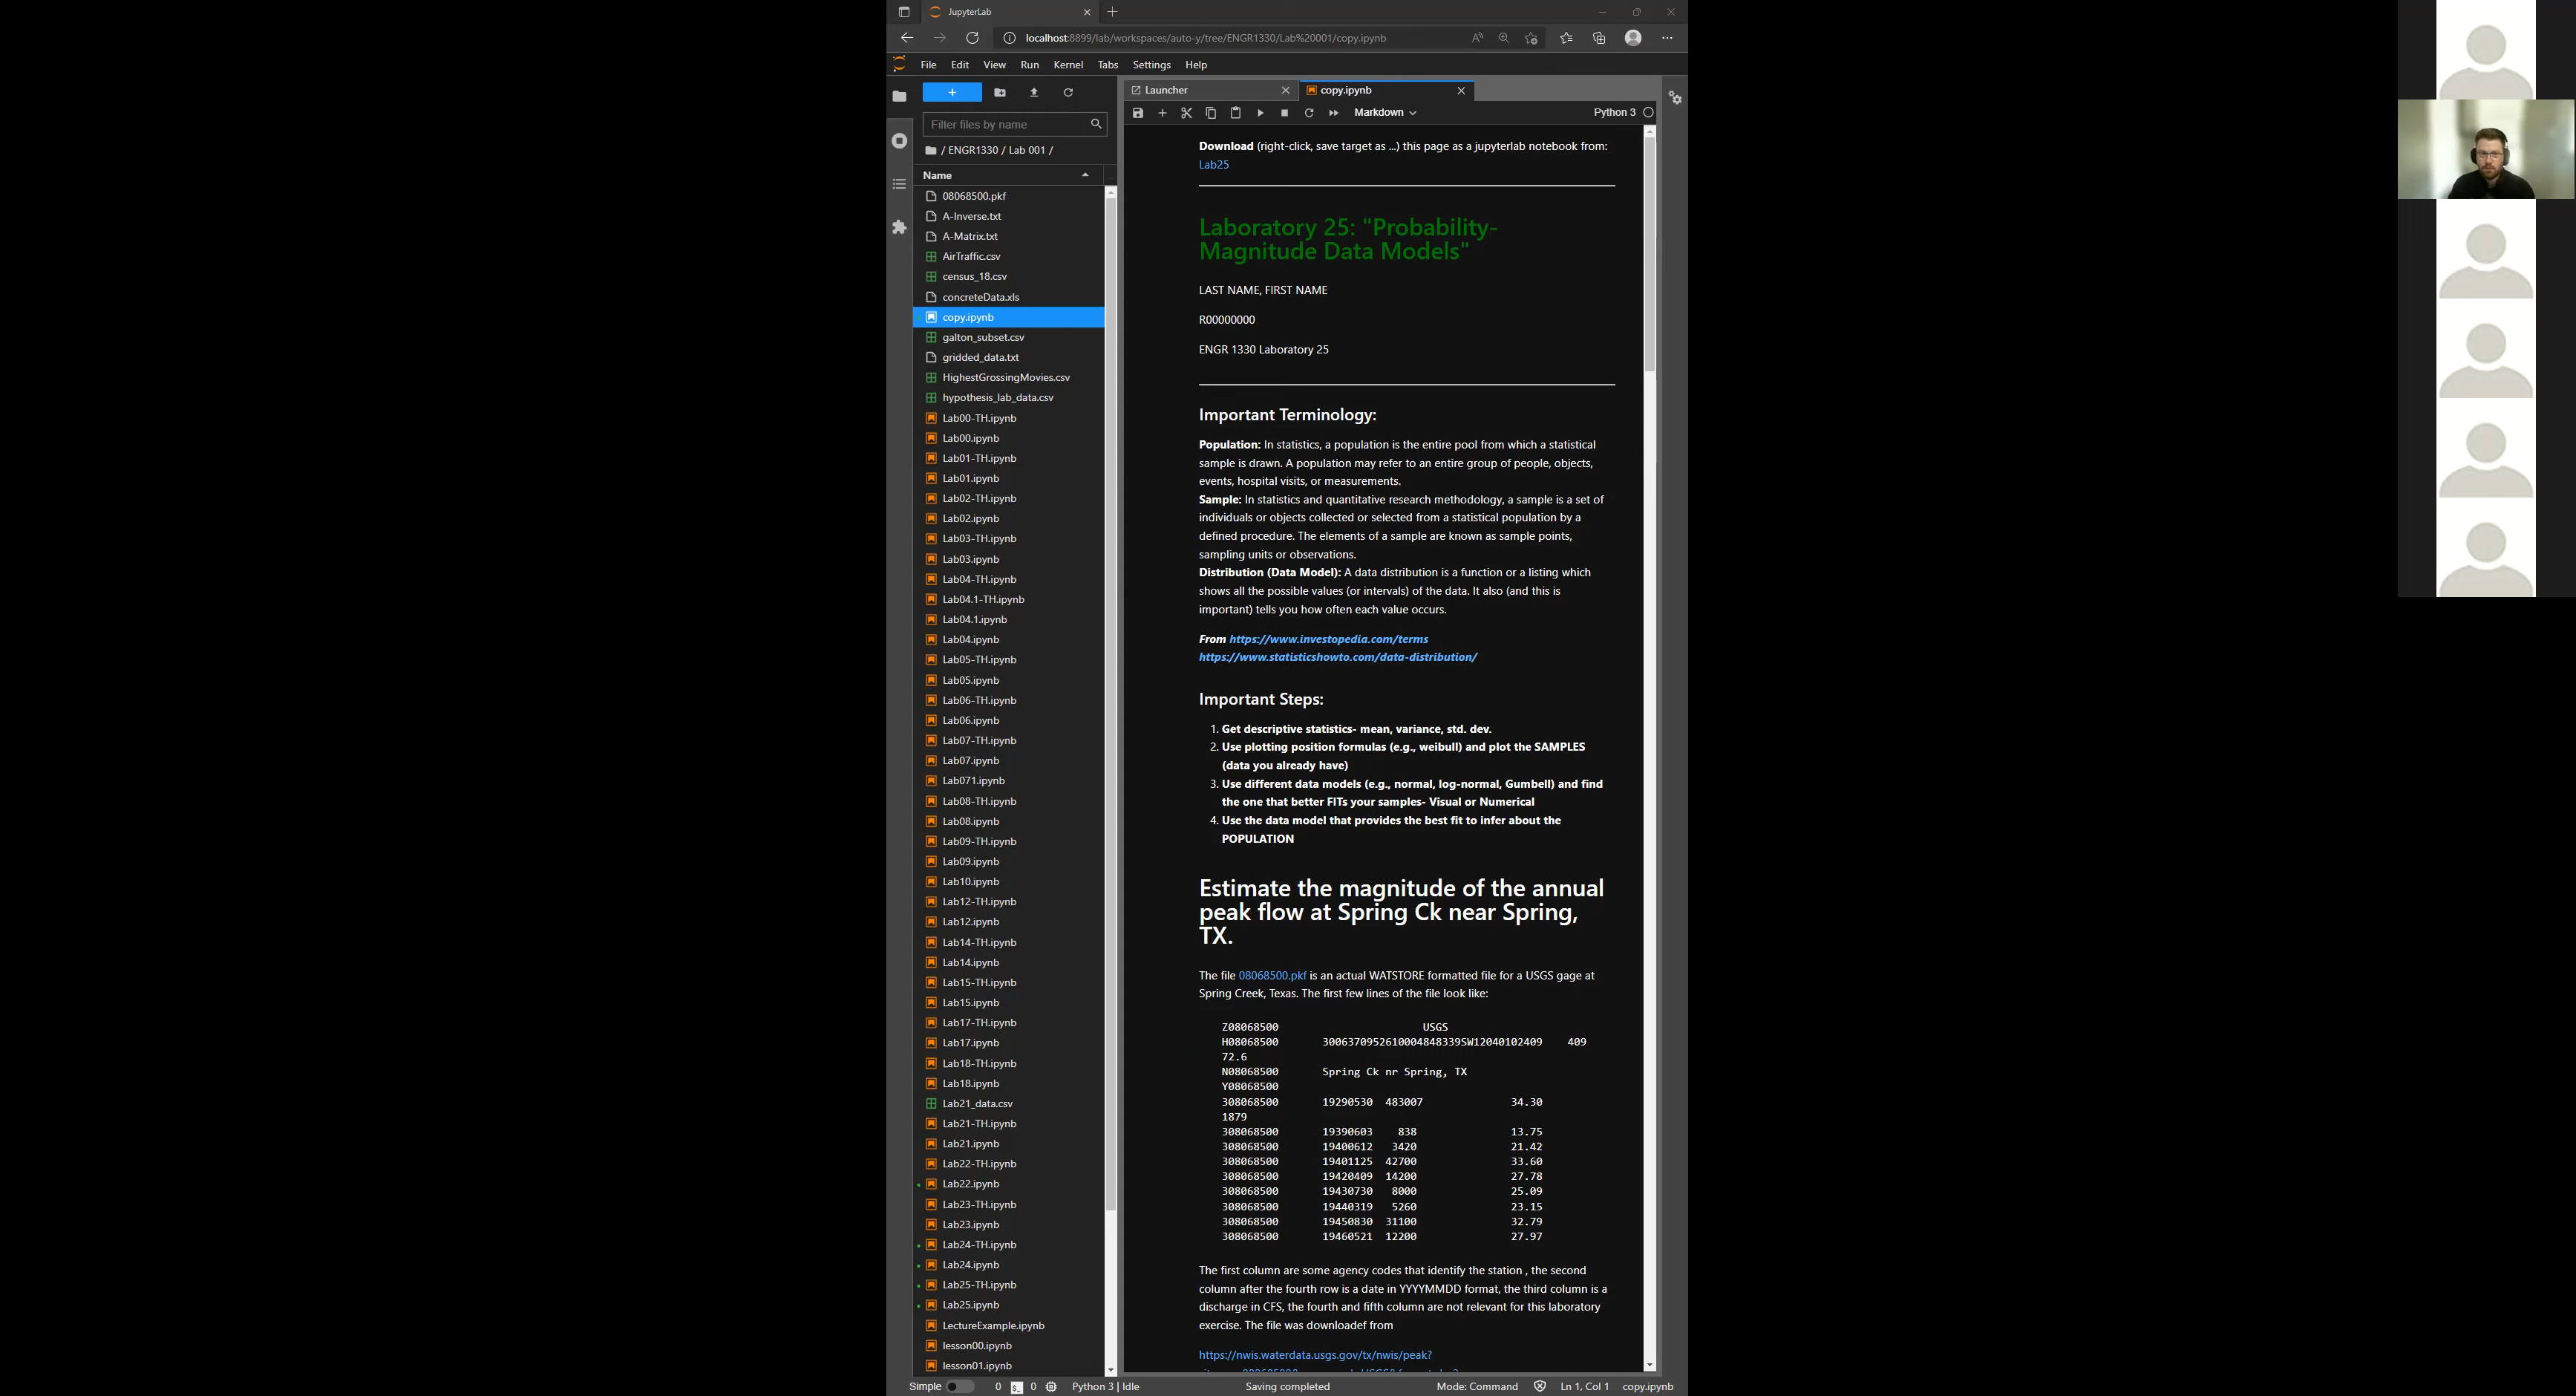 JupyterLab
localhost:8899/lab/workspaces/auto-y/tree/ENGR1330/Lab%20001/copy.ipynb
File Edit View Run Kernel Tabs Settings Help
Launcher
copy.ipynb
Markdown
Python 3
Filter files by name
/ ENGR1330 / Lab 001 /
Name
08068500.pkf
A-Inverse.txt
A-Matrix.txt
AirTraffic.csv
census_18.csv
concreteData.xls
copy.ipynb
galton_subset.csv
gridded_data.txt
HighestGrossingMovies.csv
hypothesis_lab_data.csv
Lab00-TH.ipynb
Lab00.ipynb
Lab01-TH.ipynb
Lab01.ipynb
Lab02-TH.ipynb
Lab02.ipynb
Lab03-TH.ipynb
Lab03.ipynb
Lab04-TH.ipynb
Lab04.1-TH.ipynb
Lab04.1.ipynb
Lab04.ipynb
Lab05-TH.ipynb
Lab05.ipynb
Lab06-TH.ipynb
Lab06.ipynb
Lab07-TH.ipynb
Lab07.ipynb
Lab071.ipynb
Lab08-TH.ipynb
Lab08.ipynb
Lab09-TH.ipynb
Lab09.ipynb
Lab10.ipynb
Lab12-TH.ipynb
Lab12.ipynb
Lab14-TH.ipynb
Lab14.ipynb
Lab15-TH.ipynb
Lab15.ipynb
Lab17-TH.ipynb
Lab17.ipynb
Lab18-TH.ipynb
Lab18.ipynb
Lab21_data.csv
Lab21-TH.ipynb
Lab21.ipynb
Lab22-TH.ipynb
Lab22.ipynb
Lab23-TH.ipynb
Lab23.ipynb
Lab24-TH.ipynb
Lab24.ipynb
Lab25-TH.ipynb
Lab25.ipynb
LectureExample.ipynb
lesson00.ipynb
lesson01.ipynb
Download (right-click, save target as ...) this page as a jupyterlab notebook from:
Lab25
Laboratory 25: "Probability-
Magnitude Data Models"
LAST NAME, FIRST NAME
R00000000
ENGR 1330 Laboratory 25
Important Terminology:
Population: In statistics, a population is the entire pool from which a statistical
sample is drawn. A population may refer to an entire group of people, objects,
events, hospital visits, or measurements.
Sample: In statistics and quantitative research methodology, a sample is a set of
individuals or objects collected or selected from a statistical population by a
defined procedure. The elements of a sample are known as sample points,
sampling units or observations.
Distribution (Data Model): A data distribution is a function or a listing which
shows all the possible values (or intervals) of the data. It also (and this is
important) tells you how often each value occurs.
From https://www.investopedia.com/terms
https://www.statisticshowto.com/data-distribution/
Important Steps:
1. Get descriptive statistics- mean, variance, std. dev.
2. Use plotting position formulas (e.g., weibull) and plot the SAMPLES
(data you already have)
3. Use different data models (e.g., normal, log-normal, Gumbell) and find
the one that better FITs your samples- Visual or Numerical
4. Use the data model that provides the best fit to infer about the
POPULATION
Estimate the magnitude of the annual
peak flow at Spring Ck near Spring,
TX.
The file 08068500.pkf is an actual WATSTORE formatted file for a USGS gage at
Spring Creek, Texas. The first few lines of the file look like:
Z08068500 USGS
H08068500 3006370952610004848339SW12040102409 409
72.6
N08068500 Spring Ck nr Spring, TX
Y08068500
308068500 19290530 483007 34.30
1879
308068500 19390603 838 13.75
308068500 19400612 3420 21.42
308068500 19401125 42700 33.60
308068500 19420409 14200 27.78
308068500 19430730 8000 25.09
308068500 19440319 5260 23.15
308068500 19450830 31100 32.79
308068500 19460521 12200 27.97
The first column are some agency codes that identify the station , the second
column after the fourth row is a date in YYYYMMDD format, the third column is a
discharge in CFS, the fourth and fifth column are not relevant for this laboratory
exercise. The file was downloadef from
https://nwis.waterdata.usgs.gov/tx/nwis/peak?
Simple 0 0 Python 3 | Idle Saving completed Mode: Command Ln 1, Col 1 copy.ipynb